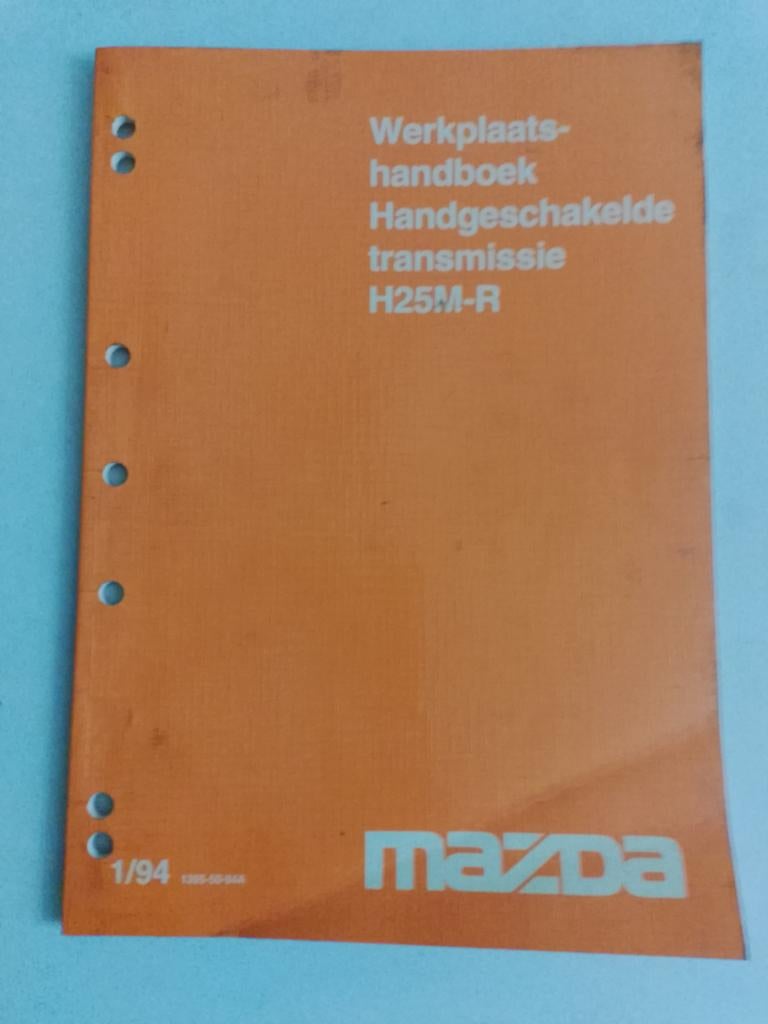 Werkplaats-
handboek
Handgeschakelde
transmissie
H25M-R
mazda
1/94